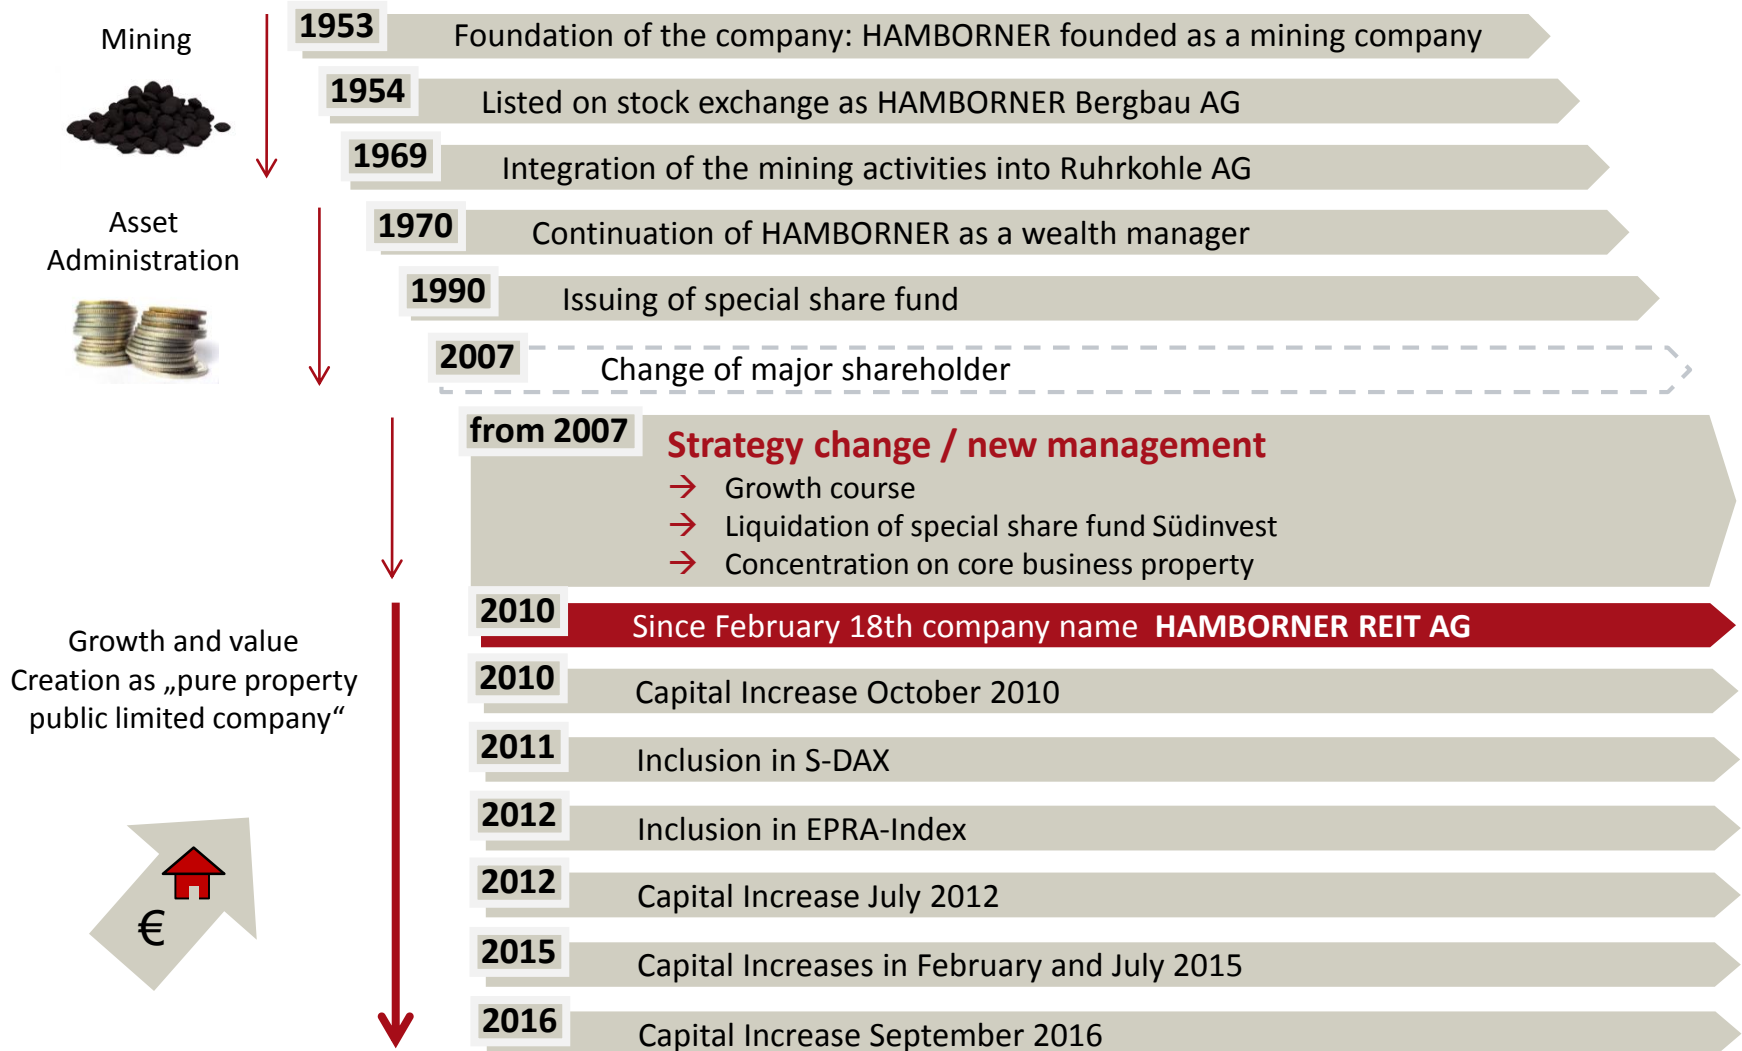 Mining
1953
Foundation of the company: HAMBORNER founded as a mining company
1954
Listed on stock exchange as HAMBORNER Bergbau AG
1969
Integration of the mining activities into Ruhrkohle AG
Asset
Administration
1970
Continuation of HAMBORNER as a wealth manager
1990
Issuing of special share fund
2007
Change of major shareholder
from 2007
Strategy change / new management
→ Growth course
→ Liquidation of special share fund Südinvest
→ Concentration on core business property
Growth and value
Creation as „pure property
public limited company“
€
2010
Since February 18th company name HAMBORNER REIT AG
2010
Capital Increase October 2010
2011
Inclusion in S-DAX
2012
Inclusion in EPRA-Index
2012
Capital Increase July 2012
2015
Capital Increases in February and July 2015
2016
Capital Increase September 2016